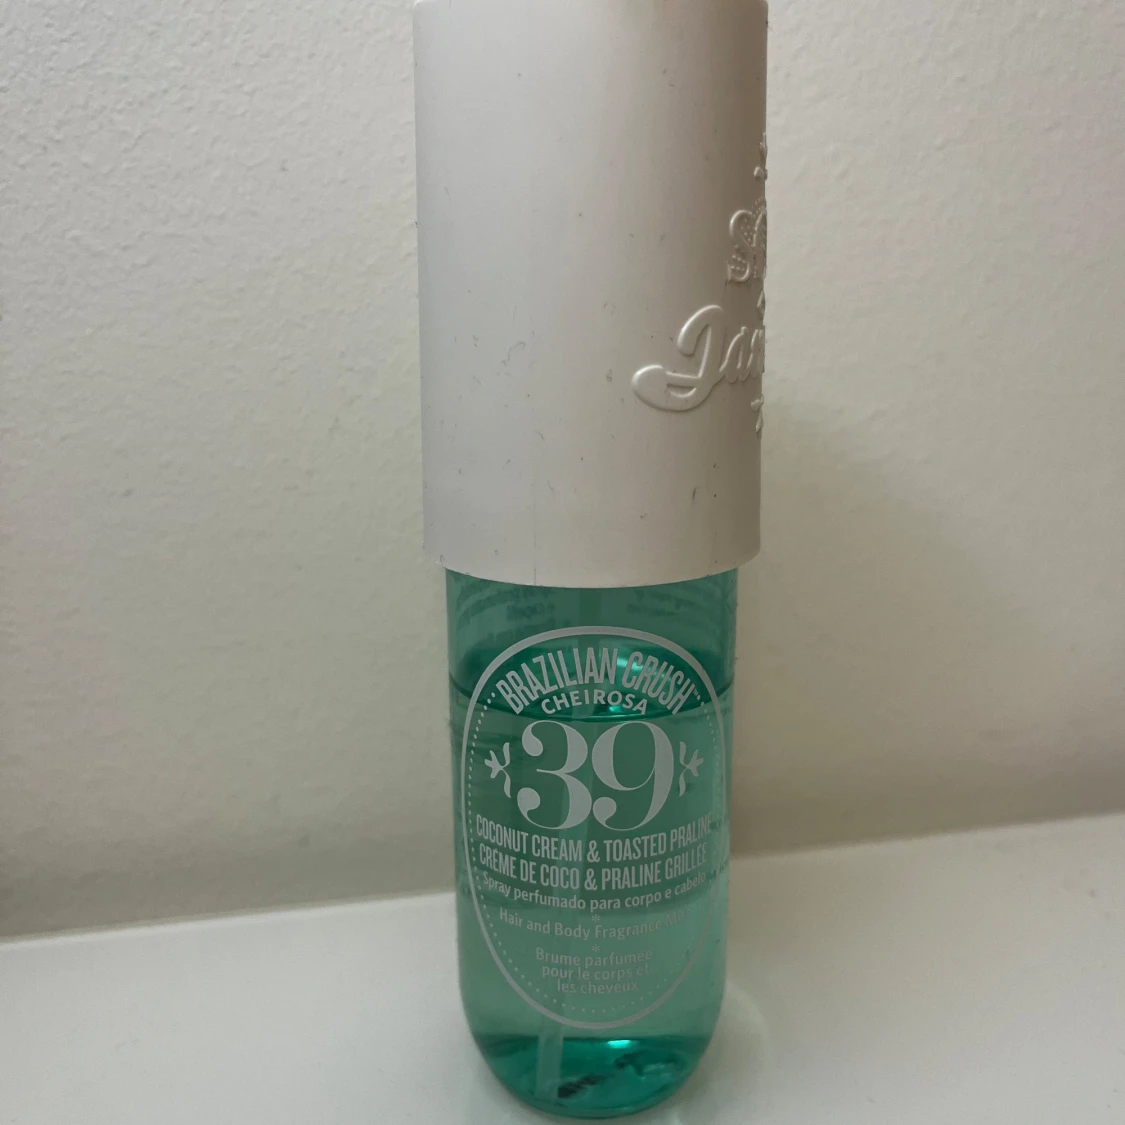 BRAZILIAN CRUSH
CHEIROSA
39
COCONUT CREAM & TOASTED PRALINE
CRÈME DE COCO & PRALINE GRILLÉE
Spray perfumado para corpo e cabelo
*
Hair and Body Fragrance Mist
*
Brume parfumée
pour le corps et
les cheveux